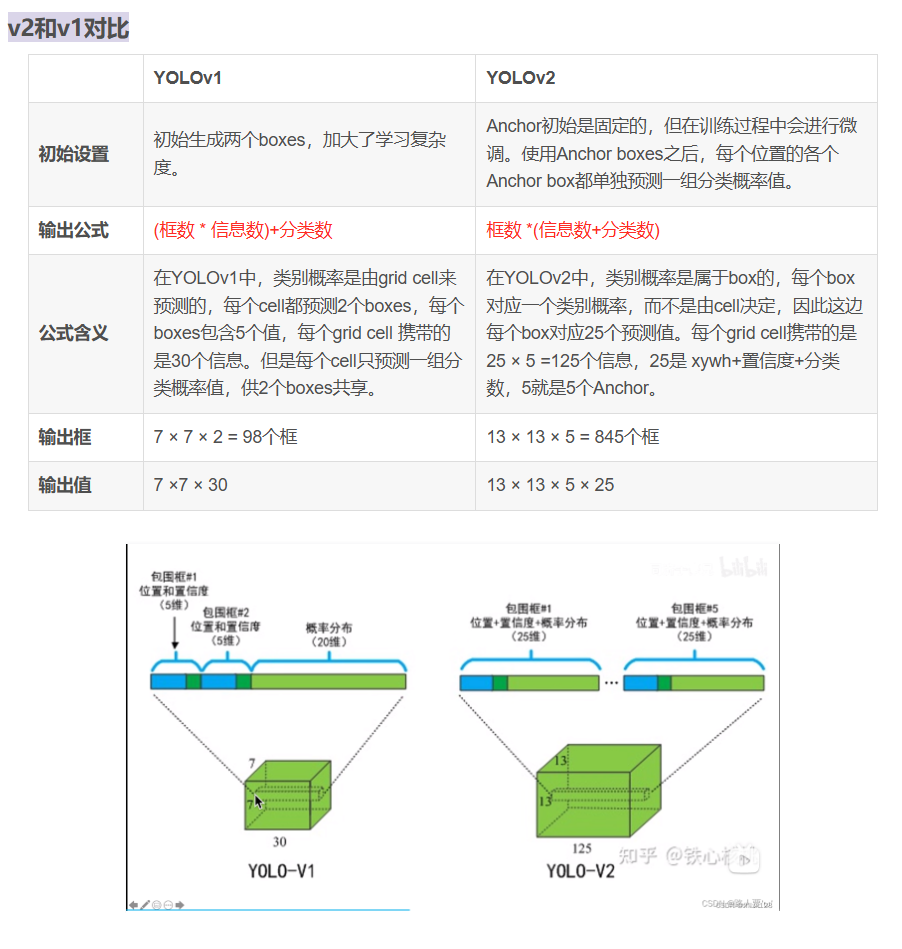 v2和v1对比
YOLOv1
YOLOv2
初始设置
初始生成两个boxes，加大了学习复杂
度。
Anchor初始是固定的，但在训练过程中会进行微
调。使用Anchor boxes之后，每个位置的各个
Anchor box都单独预测一组分类概率值。
输出公式
(框数 * 信息数)+分类数
框数 *(信息数+分类数)
公式含义
在YOLOv1中，类别概率是由grid cell来
预测的，每个cell都预测2个boxes，每个
boxes包含5个值，每个grid cell 携带的
是30个信息。但是每个cell只预测一组分
类概率值，供2个boxes共享。
在YOLOv2中，类别概率是属于box的，每个box
对应一个类别概率，而不是由cell决定，因此这边
每个box对应25个预测值。每个grid cell携带的是
25 × 5 =125个信息，25是 xywh+置信度+分类
数，5就是5个Anchor。
输出框
7 × 7 × 2 = 98个框
13 × 13 × 5 = 845个框
输出值
7 ×7 × 30
13 × 13 × 5 × 25
包围框#1
位置和置信度
（5维）
包围框#2
位置和置信度
（5维）
概率分布
（20维）
7
7
30
YOLO-V1
包围框#1
位置+置信度+概率分布
（25维）
包围框#5
位置+置信度+概率分布
（25维）
...
13
13
125
YOLO-V2
bilibili
知乎 @铁心